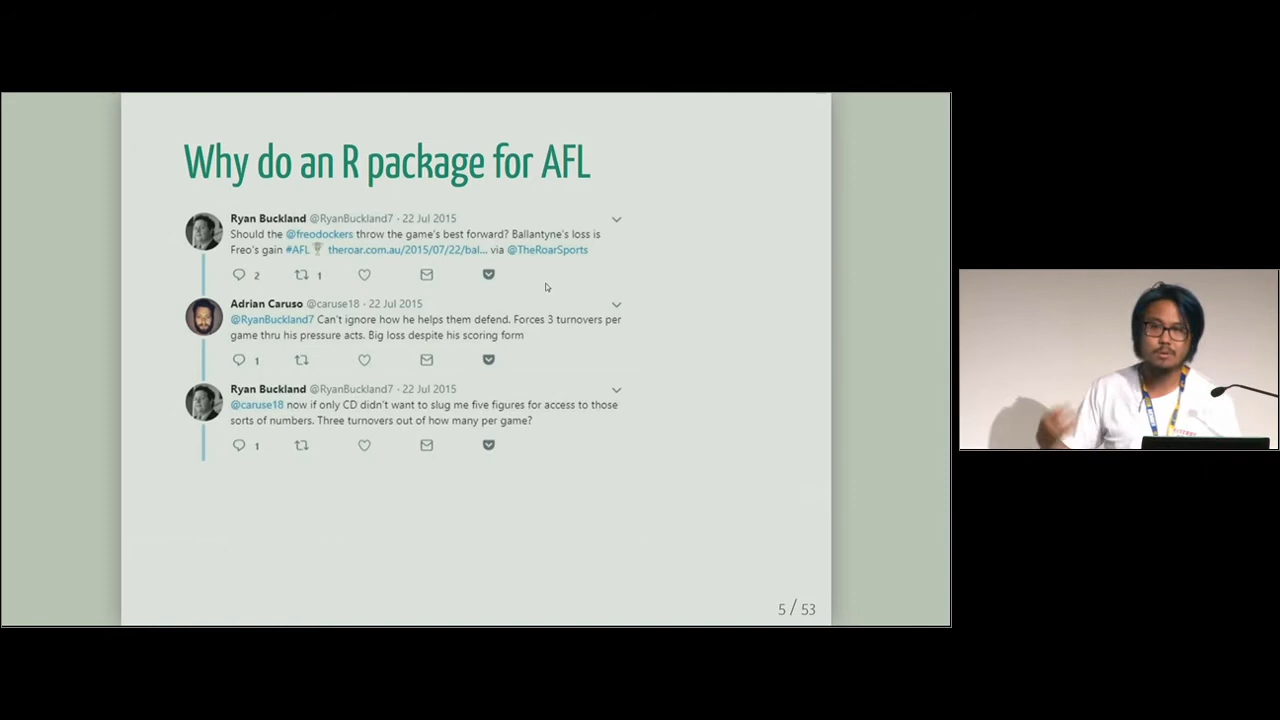 Why do an R package for AFL
Ryan Buckland @RyanBuckland7 · 22 Jul 2015
Should the @freodockers throw the game's best forward? Ballantyne's loss is
Freo's gain #AFL theroar.com.au/2015/07/22/bal... via @TheRoarSports
2 1
Adrian Caruso @caruse18 · 22 Jul 2015
@RyanBuckland7 Can't ignore how he helps them defend. Forces 3 turnovers per
game thru his pressure acts. Big loss despite his scoring form
1
Ryan Buckland @RyanBuckland7 · 22 Jul 2015
@caruse18 now if only CD didn't want to slug me five figures for access to those
sorts of numbers. Three turnovers out of how many per game?
1
5 / 53